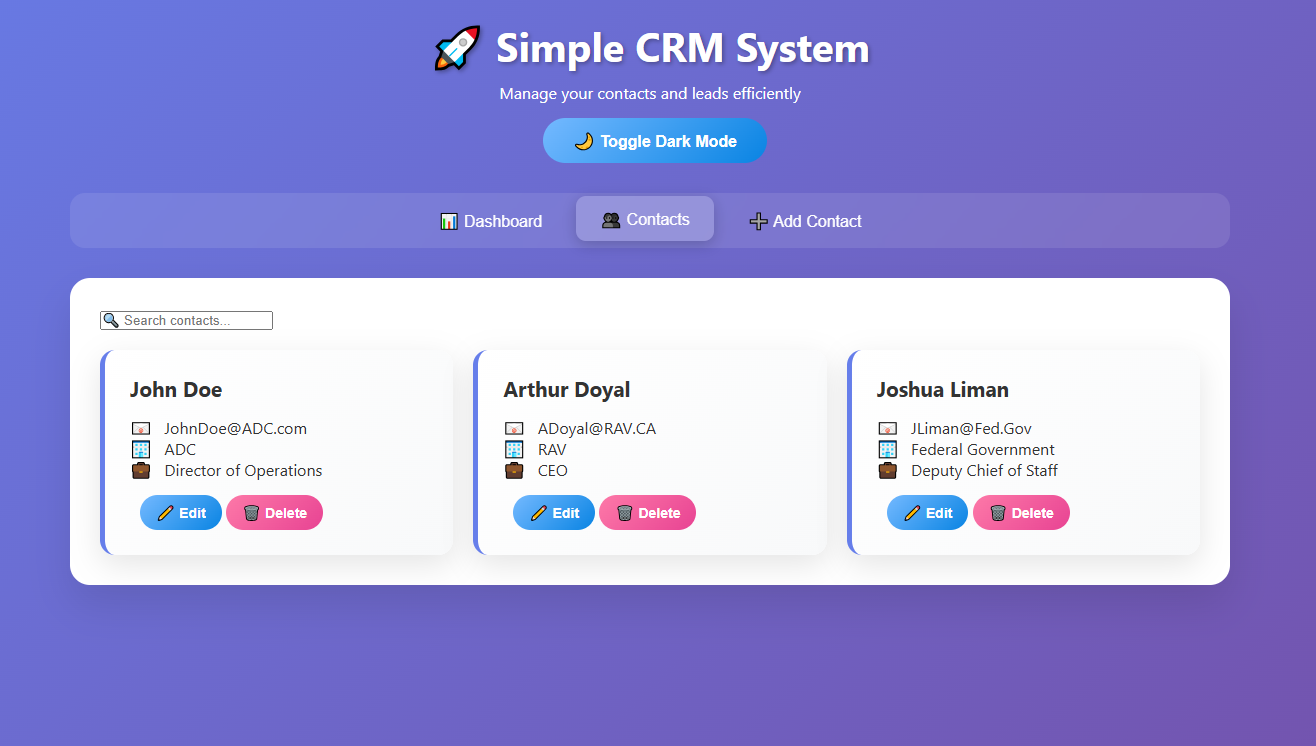 🚀 Simple CRM System
Manage your contacts and leads efficiently
🌙 Toggle Dark Mode
📊 Dashboard 👥 Contacts ➕ Add Contact
🔍 Search contacts...
John Doe
📧 JohnDoe@ADC.com
🏢 ADC
💼 Director of Operations
✏️ Edit 🗑️ Delete
Arthur Doyal
📧 ADoyal@RAV.CA
🏢 RAV
💼 CEO
✏️ Edit 🗑️ Delete
Joshua Liman
📧 JLiman@Fed.Gov
🏢 Federal Government
💼 Deputy Chief of Staff
✏️ Edit 🗑️ Delete